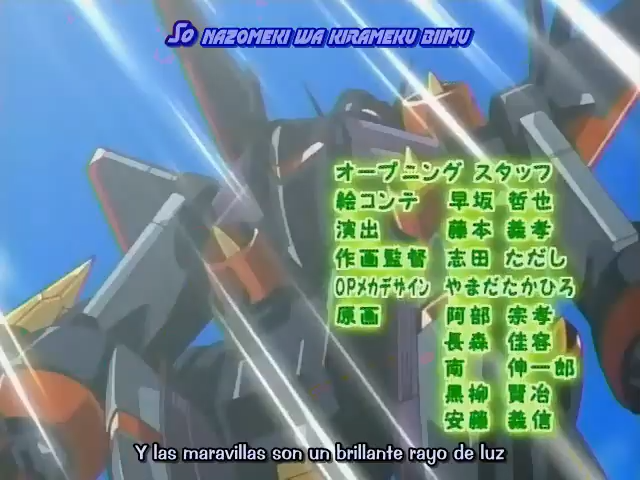 So nazomeki wa kirameku biimu
オープニング スタッフ
絵コンテ 早坂 哲也
演出 藤本 義孝
作画監督 志田 ただし
OPメカデザイン やまだたかひろ
原画 阿部 宗孝
長森 佳容
南 伸一郎
黒柳 賢治
安藤 義信
Y las maravillas son un brillante rayo de luz